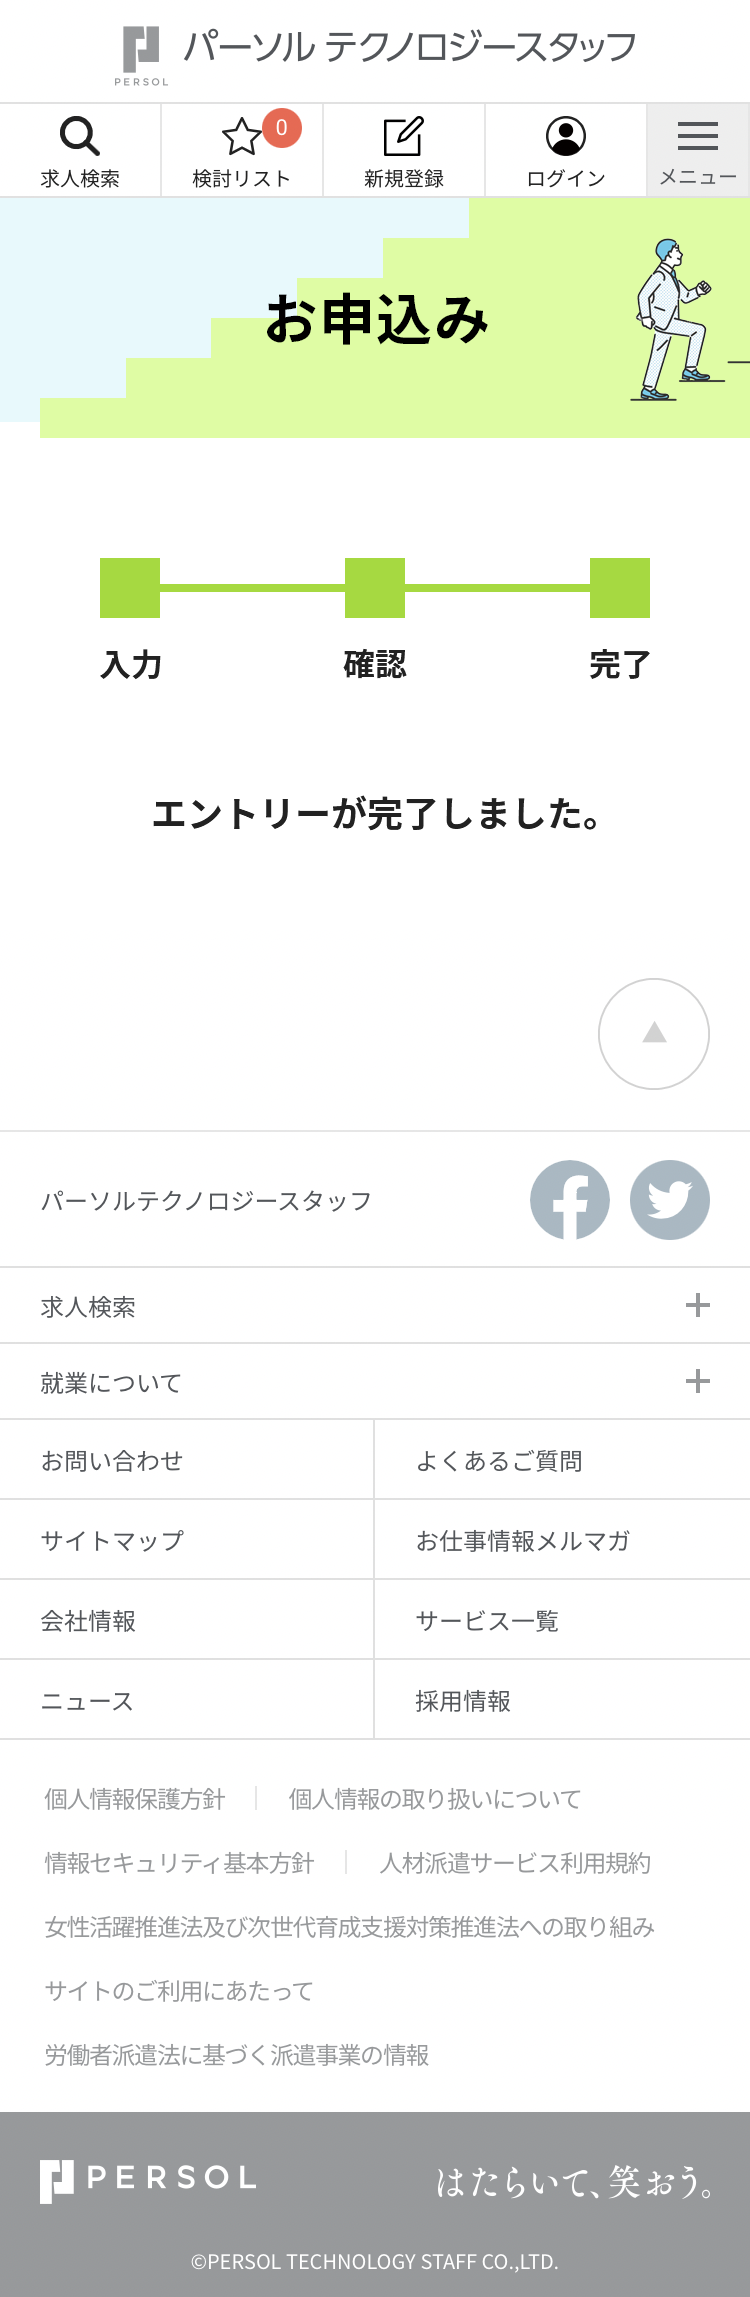 PERSOL
パーソル テクノロジースタッフ
求人検索
検討リスト
0
新規登録
ログイン
メニュー
お申込み
入力
確認
完了
エントリーが完了しました。
パーソルテクノロジースタッフ
求人検索
就業について
お問い合わせ
よくあるご質問
サイトマップ
お仕事情報メルマガ
会社情報
サービス一覧
ニュース
採用情報
個人情報保護方針
個人情報の取り扱いについて
情報セキュリティ基本方針
人材派遣サービス利用規約
女性活躍推進法及び次世代育成支援対策推進法への取り組み
サイトのご利用にあたって
労働者派遣法に基づく派遣事業の情報
PERSOL
はたらいて、笑おう。
©PERSOL TECHNOLOGY STAFF CO.,LTD.